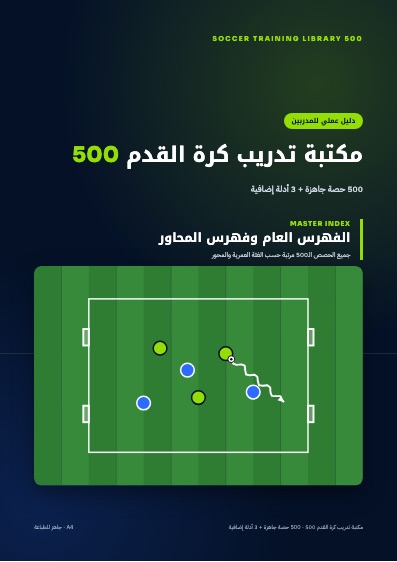 SOCCER TRAINING LIBRARY 500
دليل عملي للمدربين
مكتبة تدريب كرة القدم 500
500 حصة جاهزة + 3 أدلة إضافية
MASTER INDEX
الفهرس العام وفهرس المحاور
جميع الحصص الـ500 مرتبة حسب الفئة العمرية والمحور
مكتبة تدريب كرة القدم 500 · 500 حصة جاهزة + 3 أدلة إضافية
A4 · جاهز للطباعة